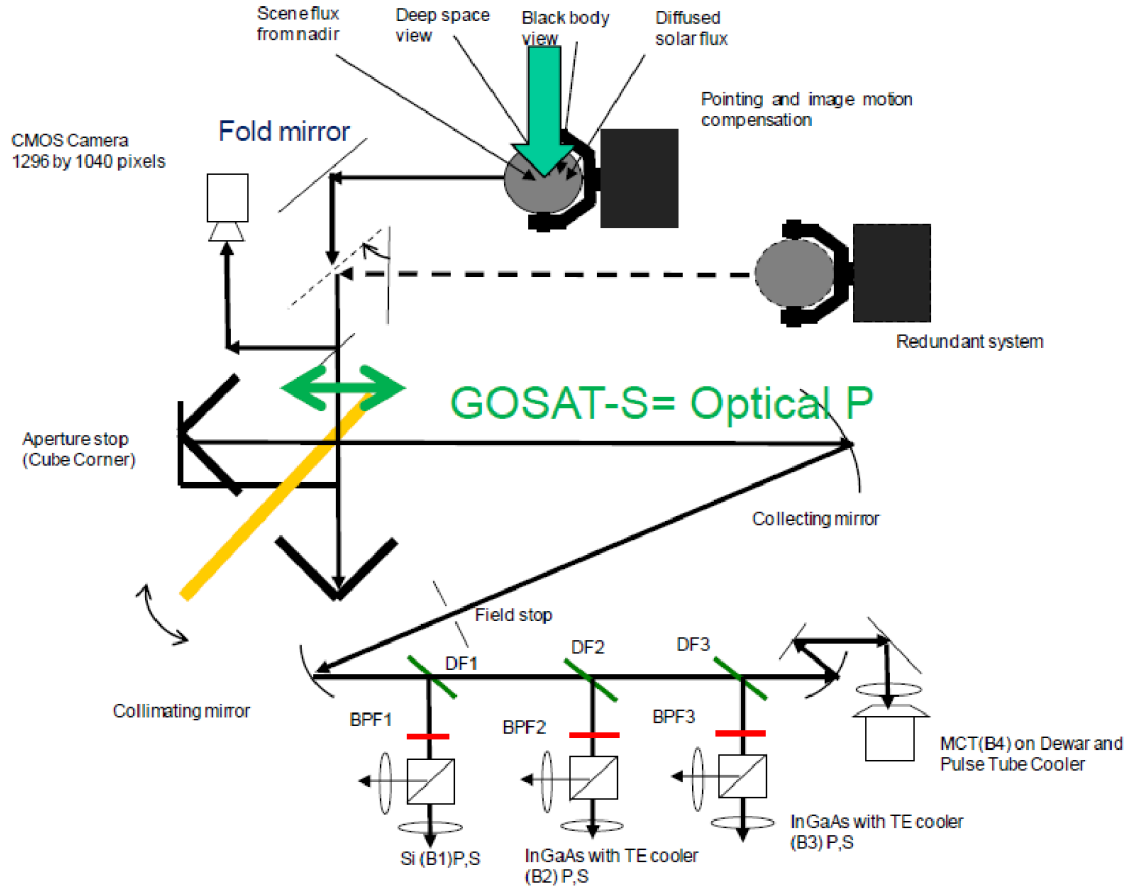 Scene flux
from nadir
Deep space
view
Black body
view
Diffused
solar flux
Pointing and image motion
compensation
CMOS Camera
1296 by 1040 pixels
Fold mirror
Redundant system
GOSAT-S= Optical P
Aperture stop
(Cube Corner)
Collecting mirror
Field stop
DF1
DF2
DF3
Collimating mirror
BPF1
BPF2
BPF3
MCT(B4) on Dewar and
Pulse Tube Cooler
Si (B1)P,S
InGaAs with TE cooler
(B2) P,S
InGaAs with TE cooler
(B3) P,S